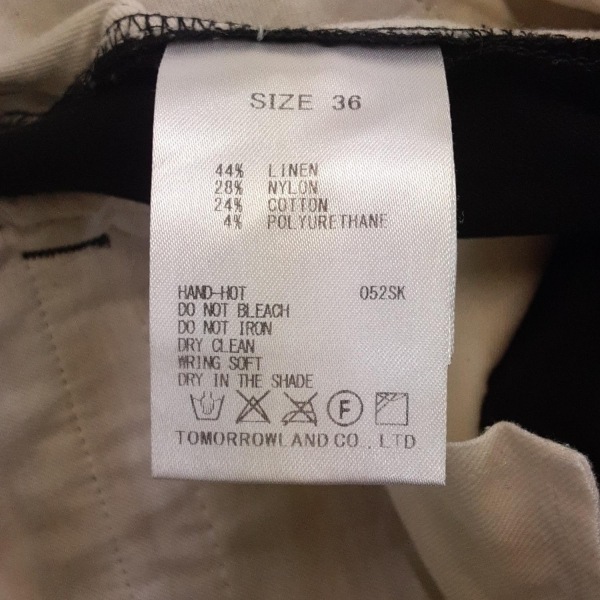 SIZE 36
44% LINEN
28% NYLON
24% COTTON
4% POLYURETHANE
HAND-HOT 052SK
DO NOT BLEACH
DO NOT IRON
DRY CLEAN
WRING SOFT
DRY IN THE SHADE
F
TOMORROWLAND CO., LTD